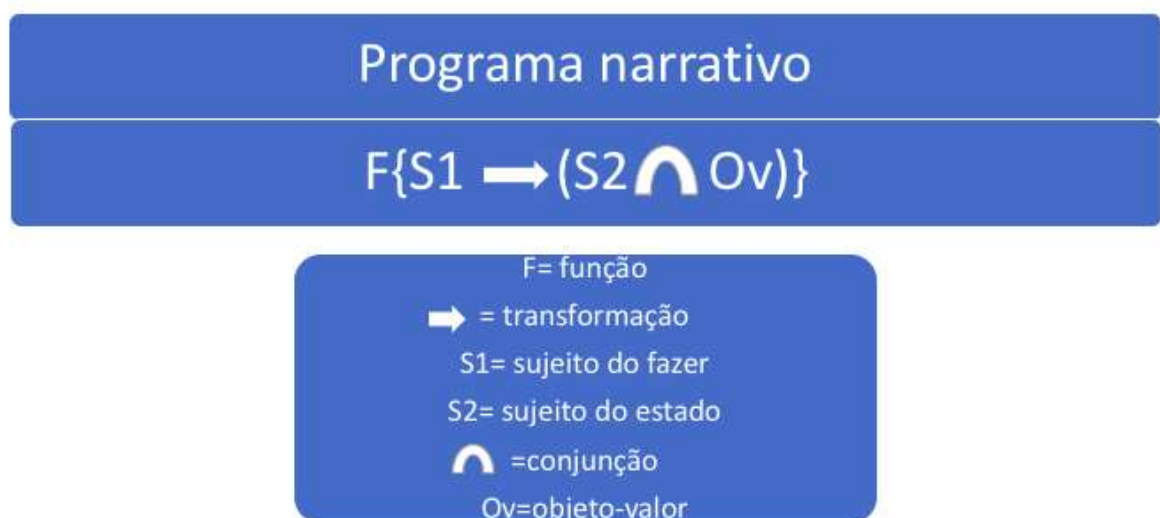 Programa narrativo
F{S1 → (S2 ∩ Ov)}
F= função
→ = transformação
S1= sujeito do fazer
S2= sujeito do estado
∩ =conjunção
Ov=objeto-valor